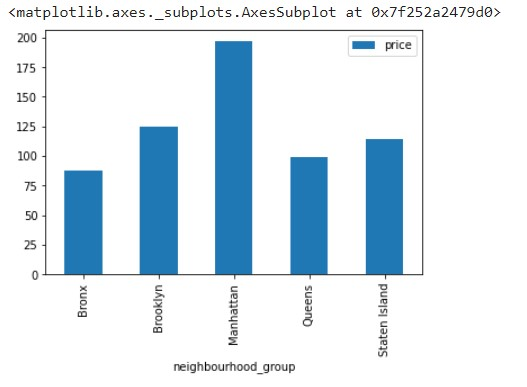 <matplotlib.axes._subplots.AxesSubplot at 0x7f252a2479d0>
price
200
175
150
125
100
75
50
25
0
Bronx
Brooklyn
Manhattan
Queens
Staten Island
neighbourhood_group